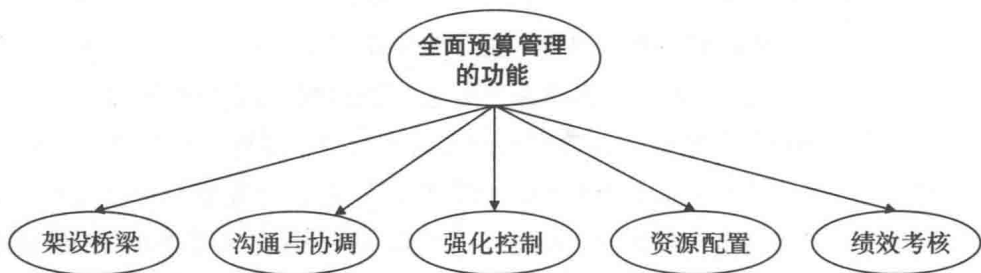 全面预算管理
的功能
架设桥梁
沟通与协调
强化控制
资源配置
绩效考核